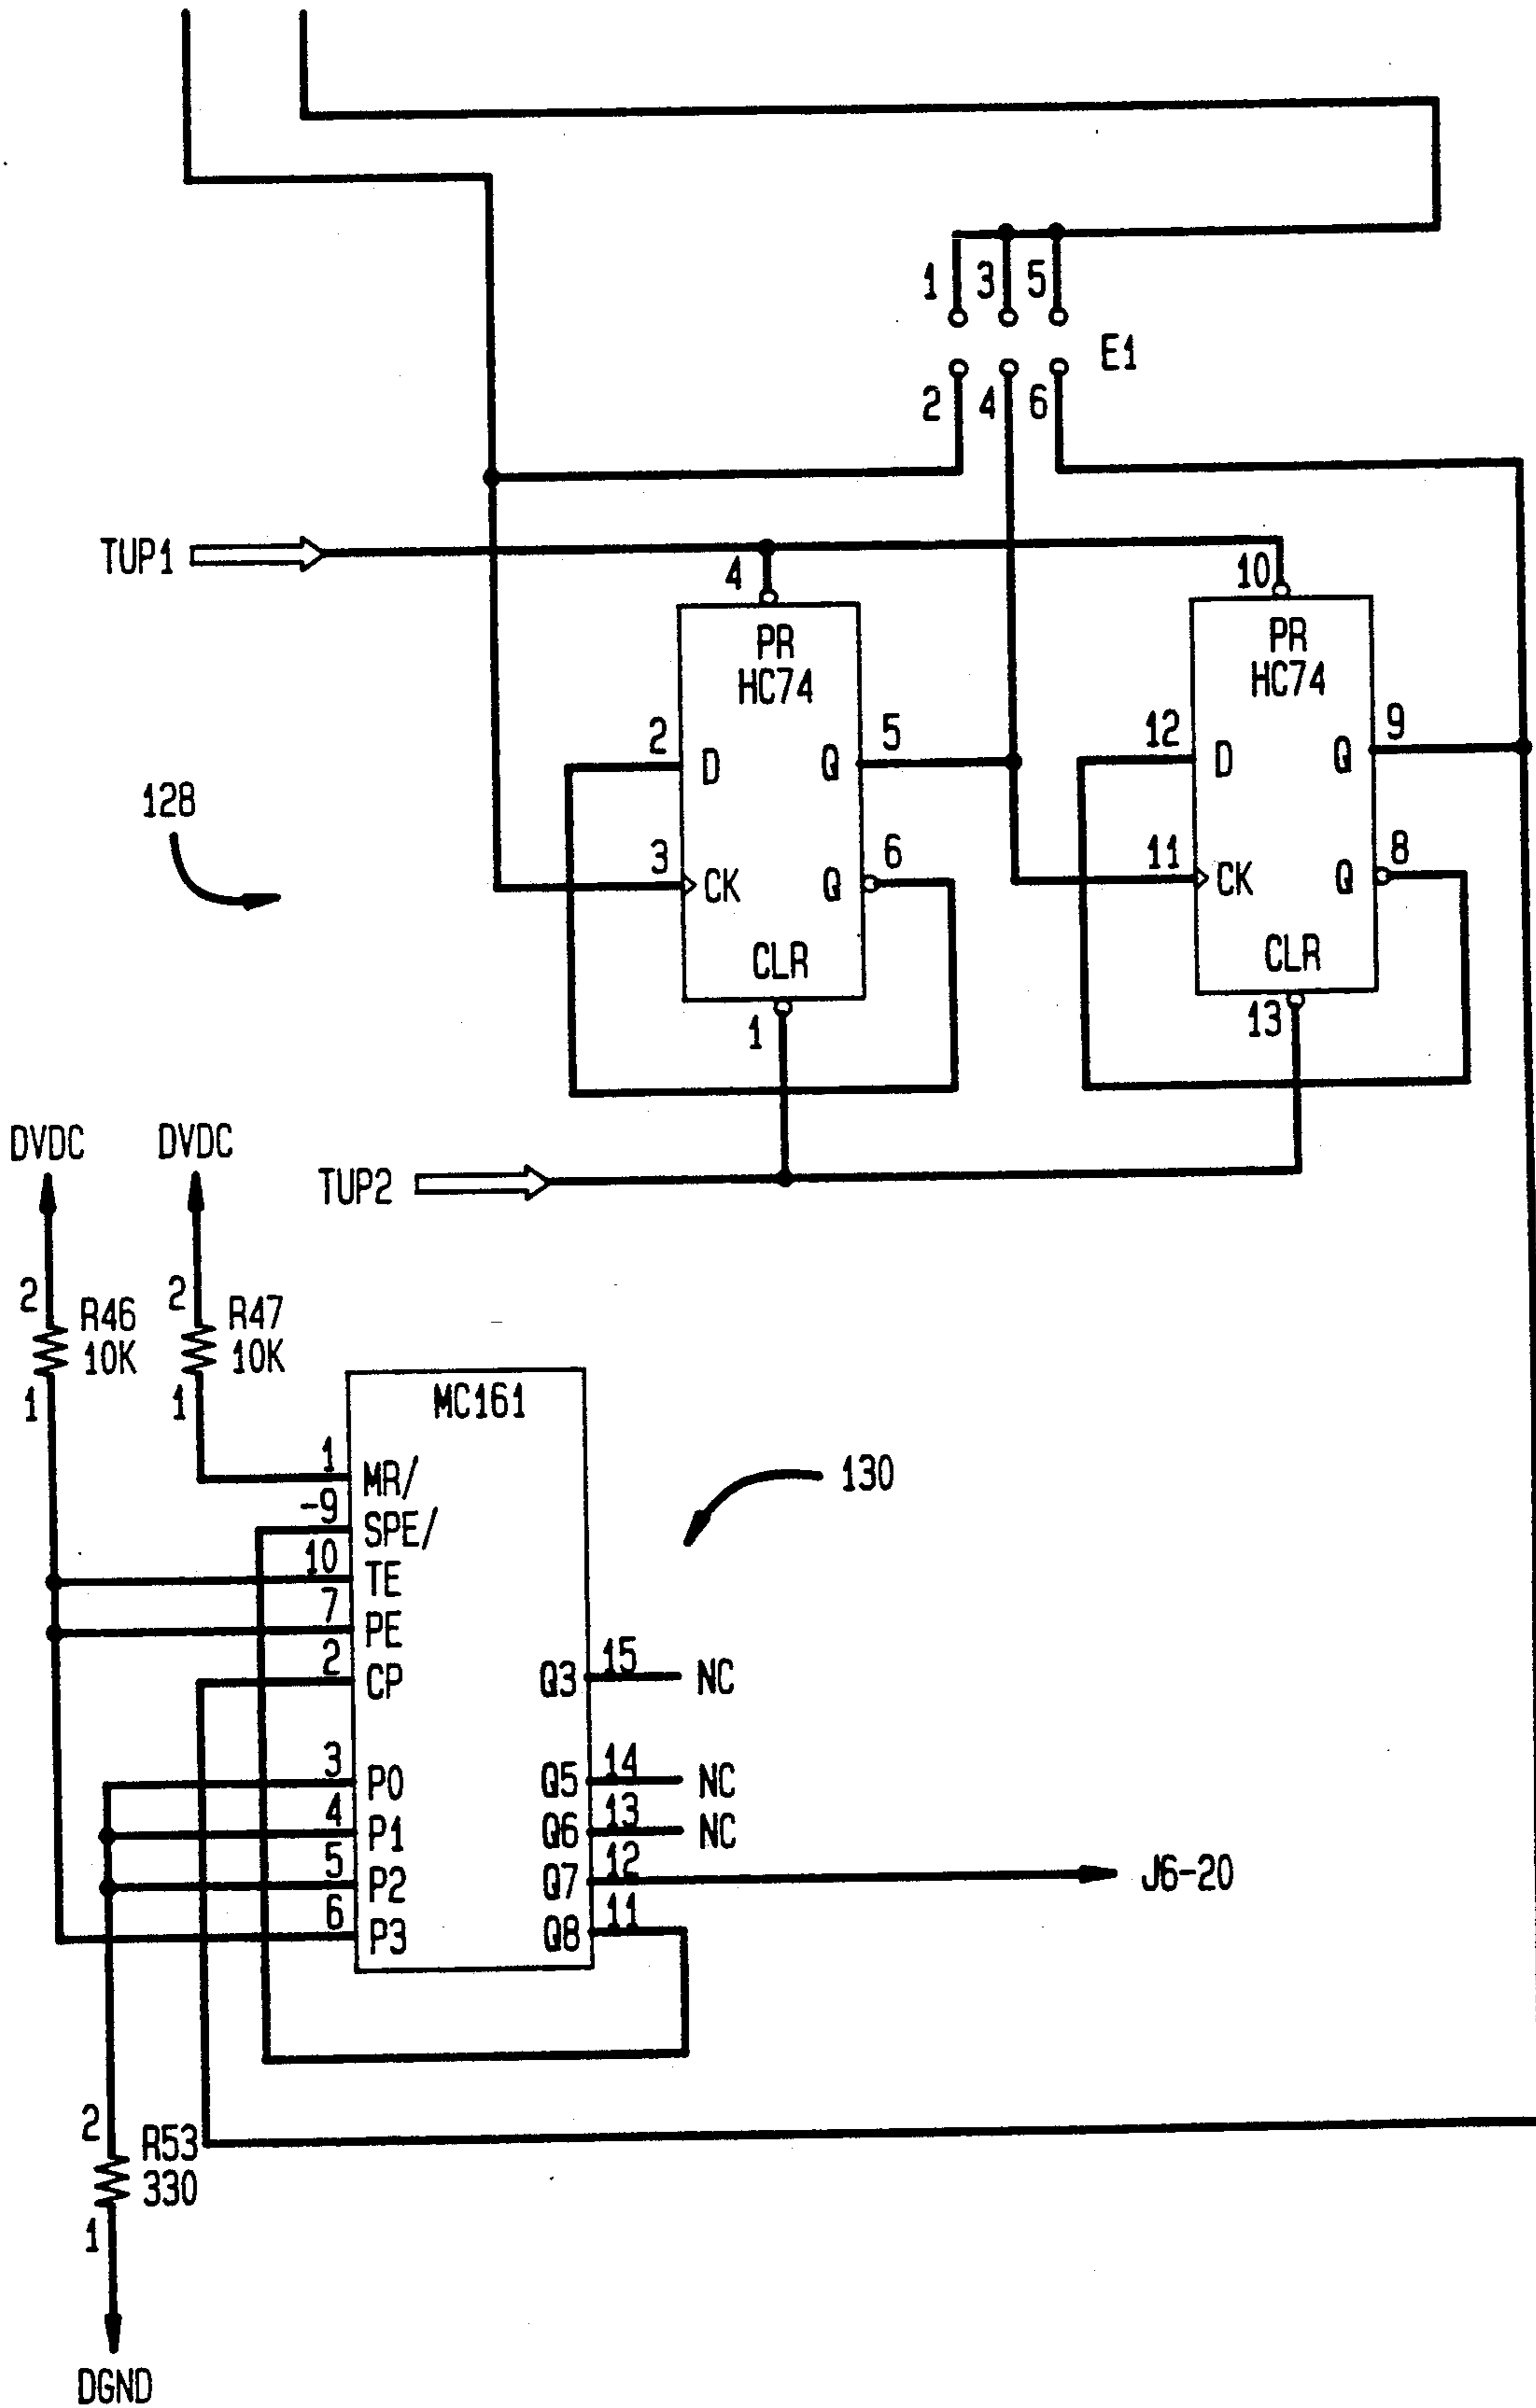 1 3 5
E1
2 4 6
TUP1
4
10
PR
HC74
PR
HC74
2
D
Q
5
12
D
Q
9
128
3
CK
Q
6
11
CK
Q
8
CLR
CLR
1
13
DVDC
DVDC
TUP2
2
R46
10K
1
2
R47
10K
1
MC161
1
MR/
130
-9
SPE/
10
TE
7
PE
2
CP
Q3
15
NC
3
P0
Q5
14
NC
4
P1
Q6
13
NC
5
P2
Q7
12
J6-20
6
P3
Q8
11
2
R53
330
1
DGND